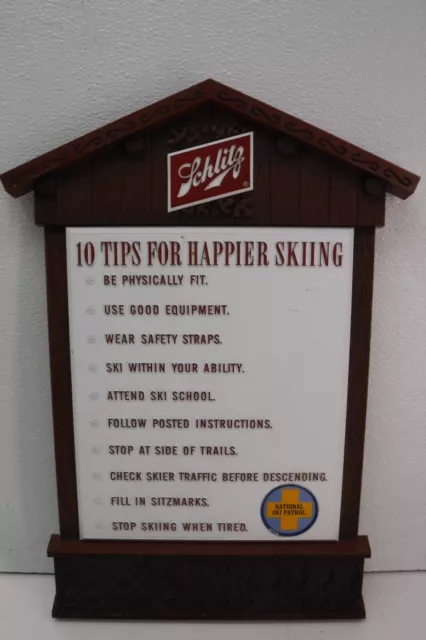 Schlitz
10 TIPS FOR HAPPIER SKIING
BE PHYSICALLY FIT.
USE GOOD EQUIPMENT.
WEAR SAFETY STRAPS.
SKI WITHIN YOUR ABILITY.
ATTEND SKI SCHOOL.
FOLLOW POSTED INSTRUCTIONS.
STOP AT SIDE OF TRAILS.
CHECK SKIER TRAFFIC BEFORE DESCENDING.
FILL IN SITZMARKS.
STOP SKIING WHEN TIRED.
NATIONAL
SKI PATROL